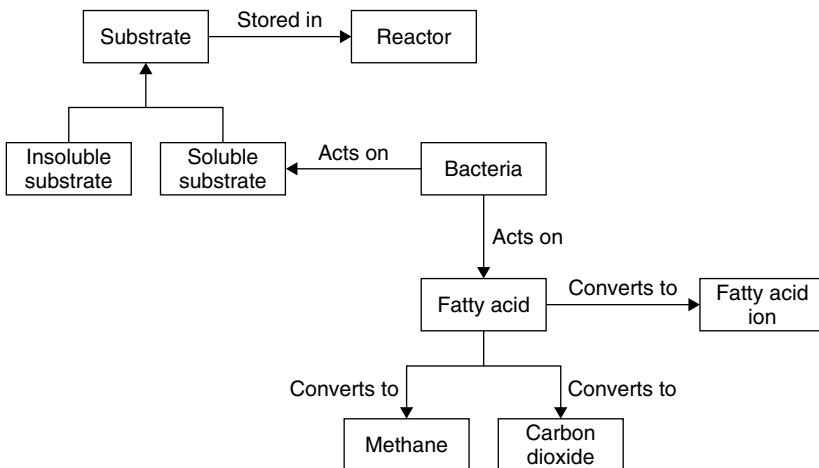 Stored in
Substrate
Reactor
Insoluble
substrate
Soluble
substrate
Acts on
Bacteria
Acts on
Fatty acid
Converts to
Fatty acid
ion
Converts to
Converts to
Methane
Carbon
dioxide